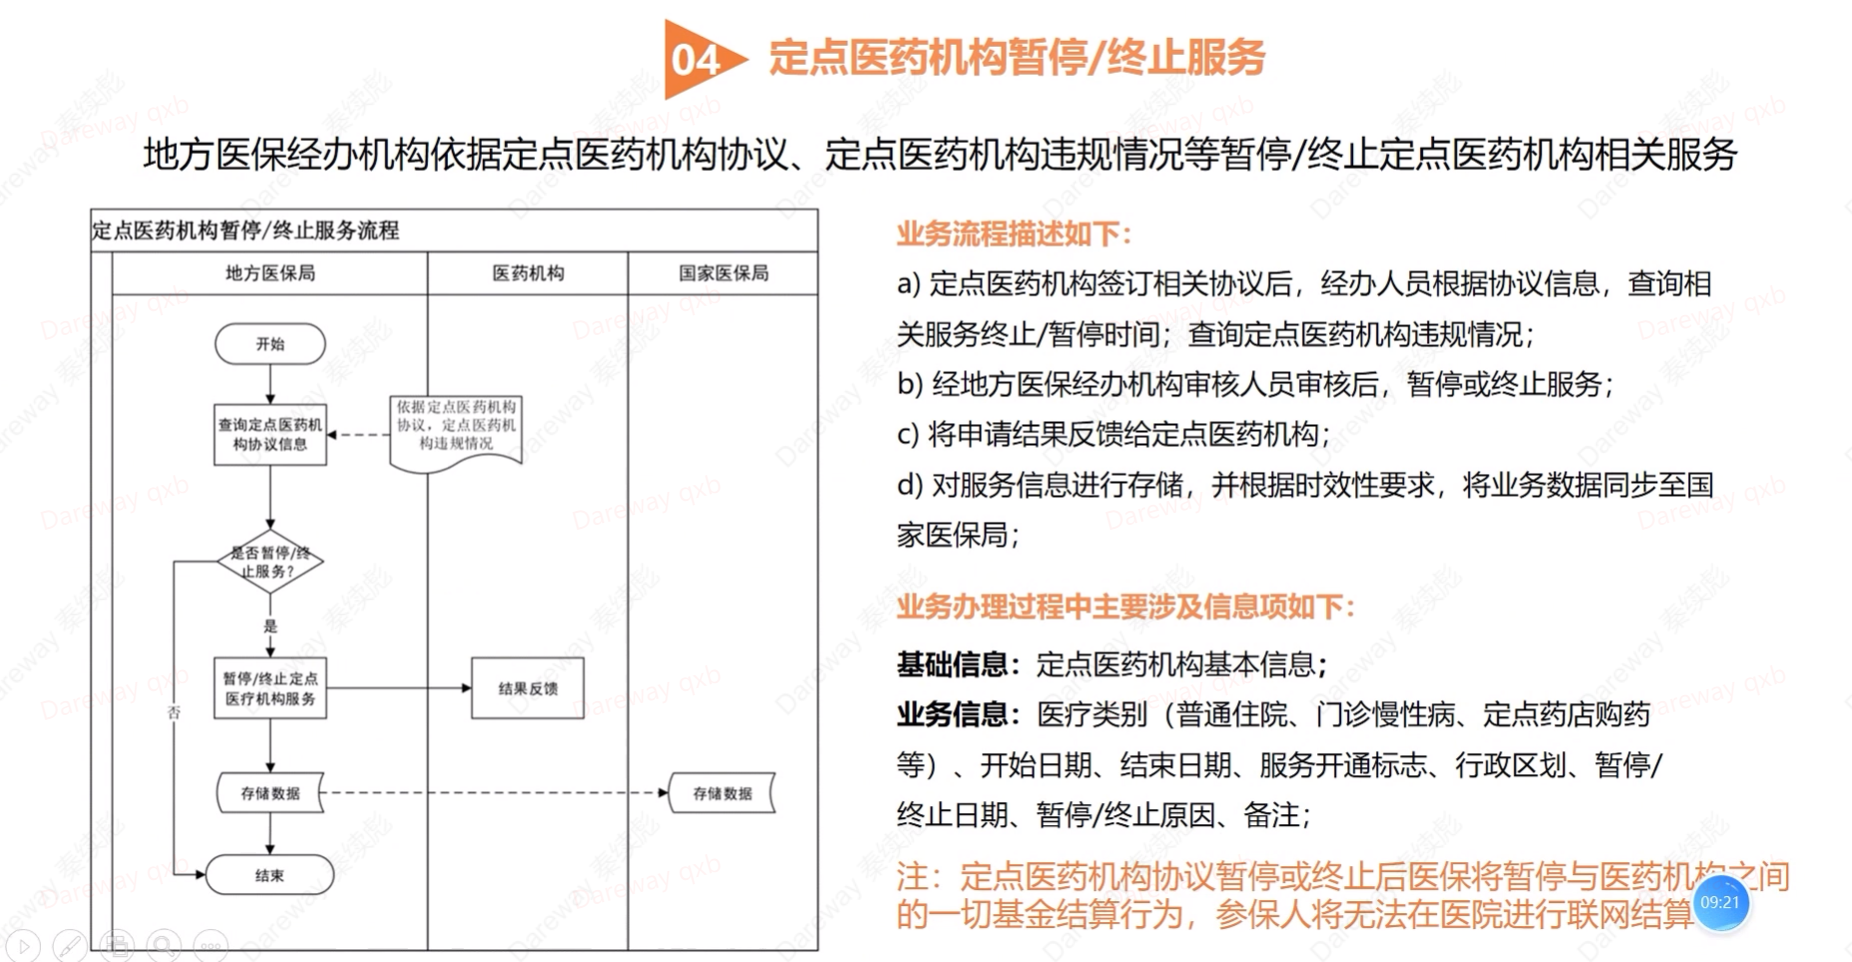 04
定点医药机构暂停/终止服务
地方医保经办机构依据定点医药机构协议、定点医药机构违规情况等暂停/终止定点医药机构相关服务
定点医药机构暂停/终止服务流程
地方医保局
医药机构
国家医保局
开始
查询定点医药机
构协议信息
依据定点医药机构
协议，定点医药机
构违规情况
是否暂停/终
止服务？
是
否
暂停/终止定点
医疗机构服务
结果反馈
存储数据
存储数据
结束
业务流程描述如下：
a) 定点医药机构签订相关协议后，经办人员根据协议信息，查询相
关服务终止/暂停时间；查询定点医药机构违规情况；
b) 经地方医保经办机构审核人员审核后，暂停或终止服务；
c) 将申请结果反馈给定点医药机构；
d) 对服务信息进行存储，并根据时效性要求，将业务数据同步至国
家医保局；
业务办理过程中主要涉及信息项如下：
基础信息：定点医药机构基本信息；
业务信息：医疗类别（普通住院、门诊慢性病、定点药店购药
等）、开始日期、结束日期、服务开通标志、行政区划、暂停/
终止日期、暂停/终止原因、备注；
注：定点医药机构协议暂停或终止后医保将暂停与医药机构之间
的一切基金结算行为，参保人将无法在医院进行联网结算
09:21
Dareway qxb
Dareway 秦续彪